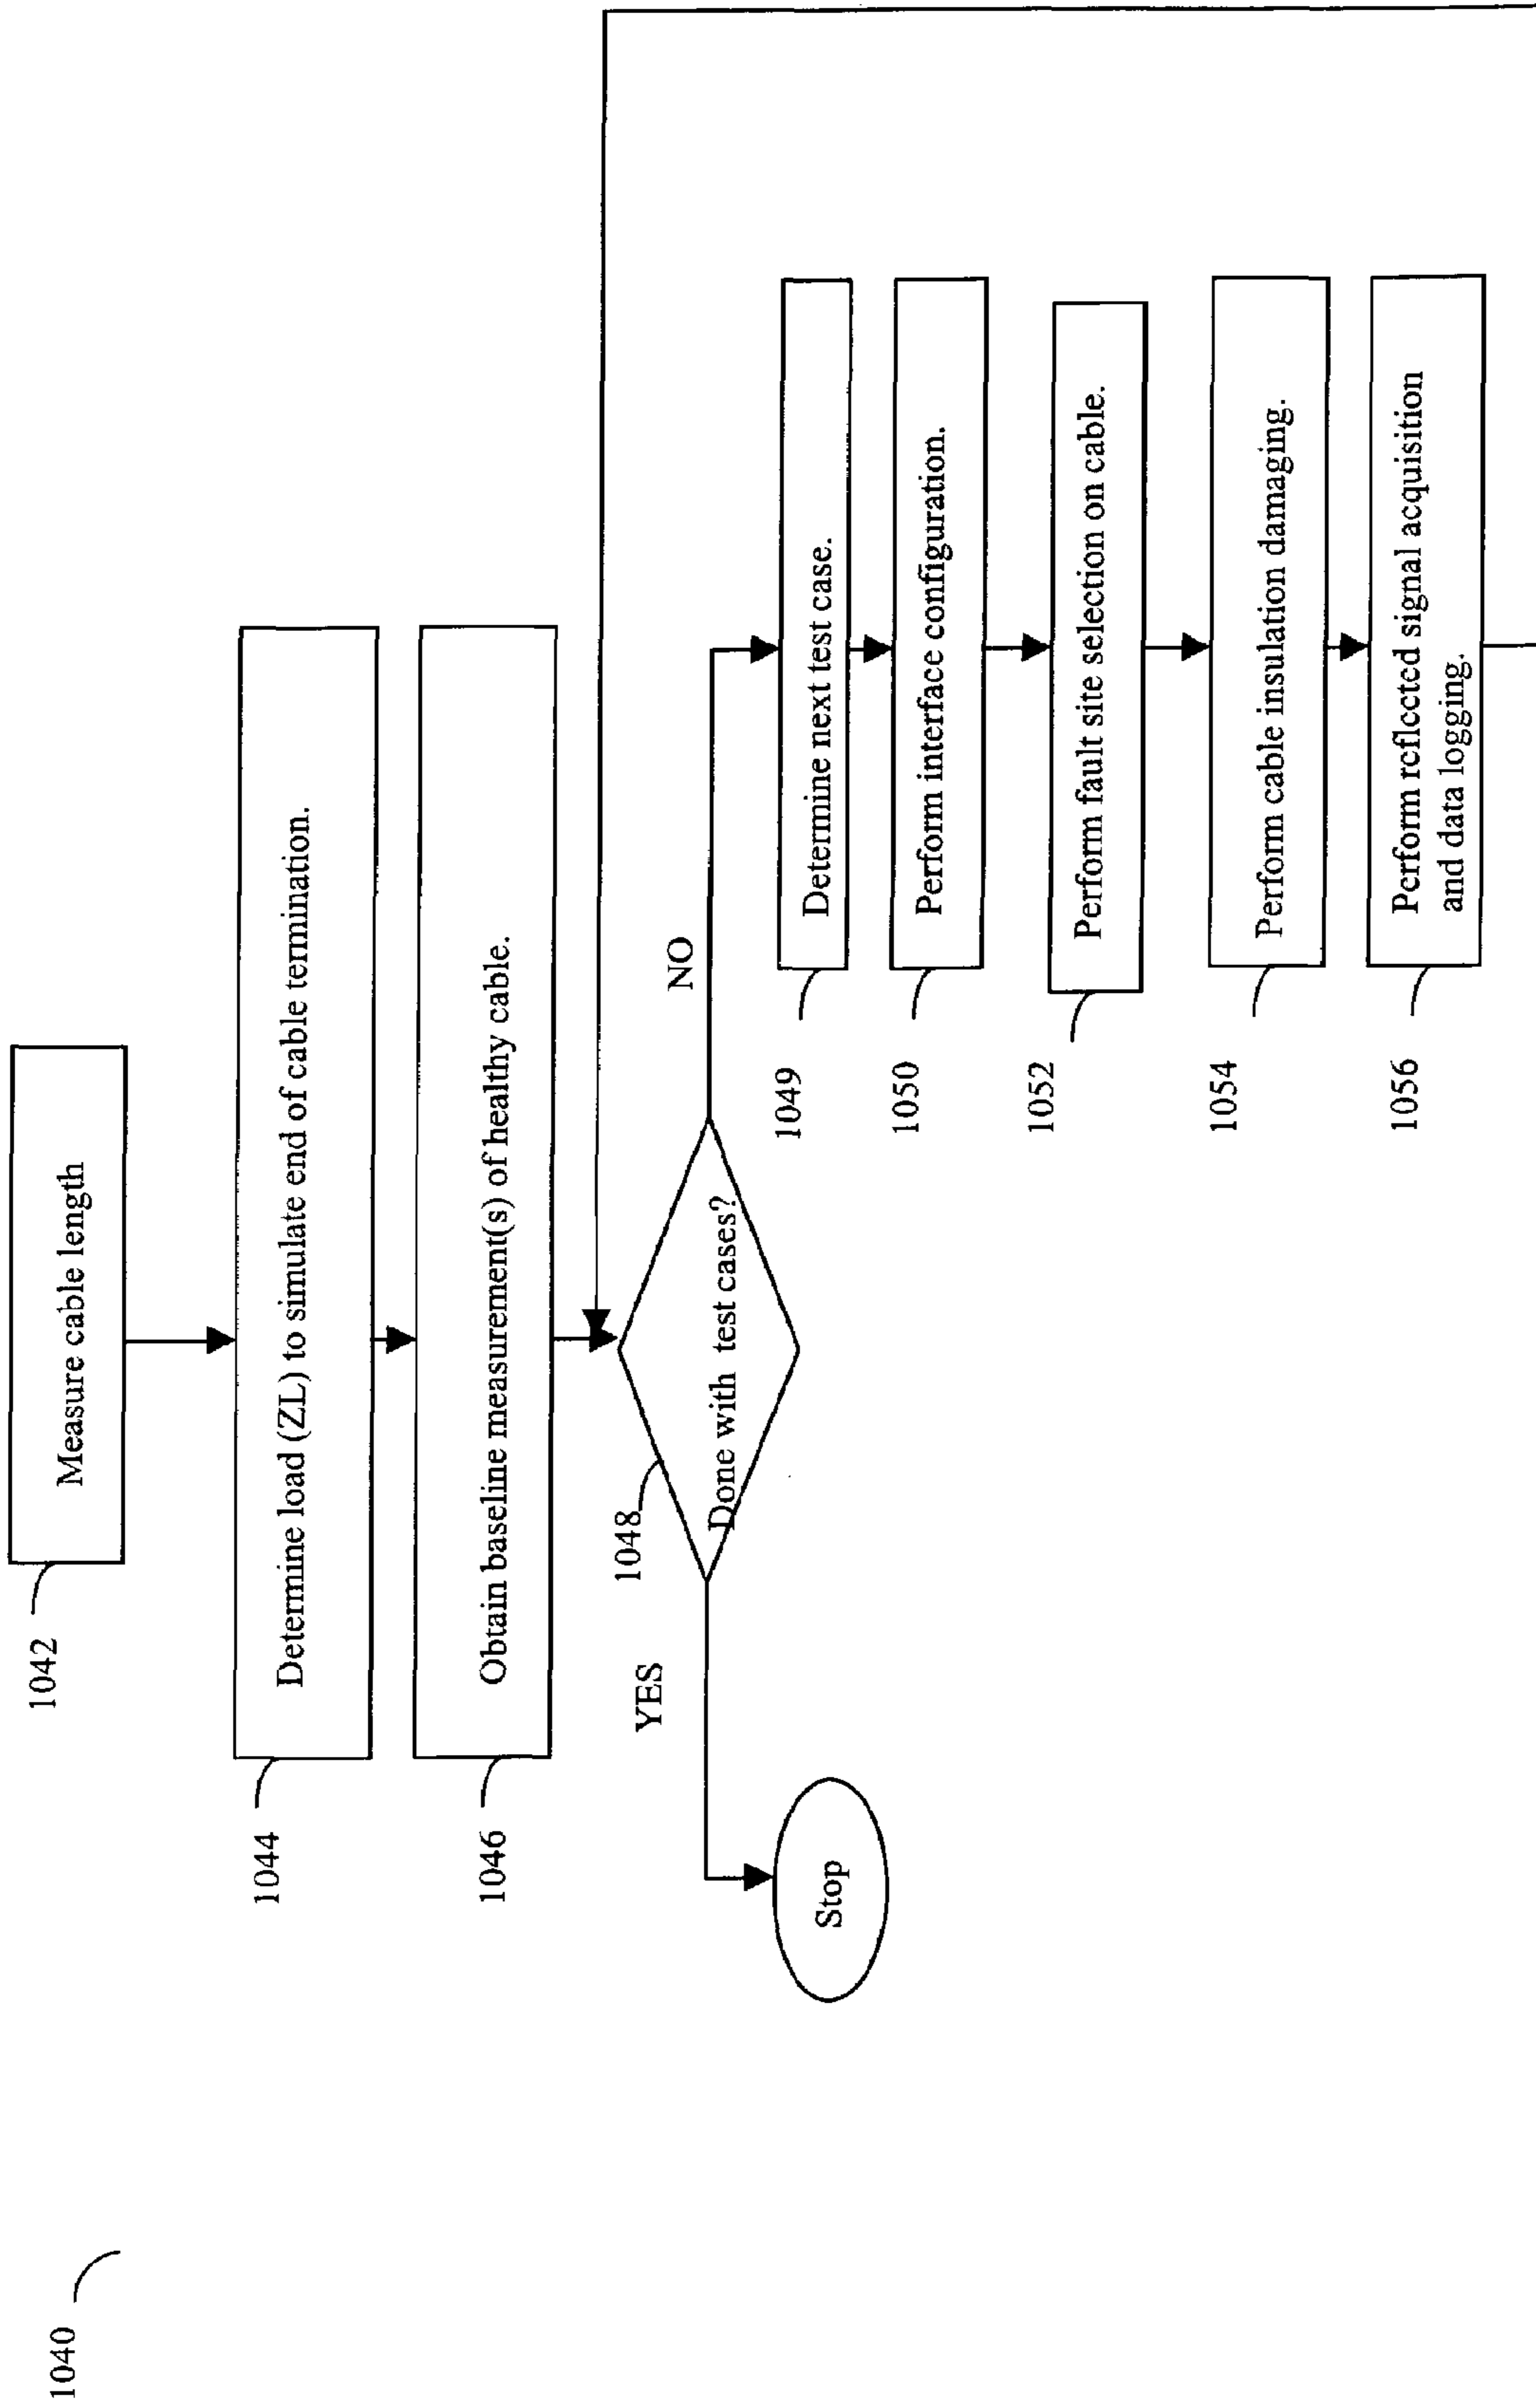 1040
1042
Measure cable length
1044
Determine load (ZL) to simulate end of cable termination.
1046
Obtain baseline measurement(s) of healthy cable.
1048
Done with test cases?
YES
NO
Stop
1049
Determine next test case.
1050
Perform interface configuration.
1052
Perform fault site selection on cable.
1054
Perform cable insulation damaging.
1056
Perform reflected signal acquisition
and data logging.